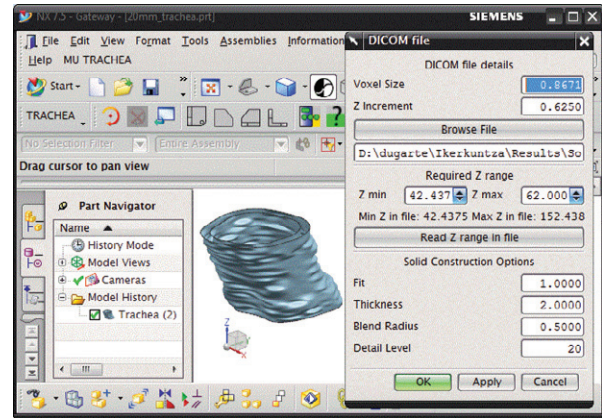 NX 7.5 - Gateway - [20mm_trachea.prt]
SIEMENS
File Edit View Format Tools Assemblies Information
Help MU TRACHEA
Start
TRACHEA
No Selection Filter
Entire Assembly
Drag cursor to pan view
Part Navigator
Name
History Mode
Model Views
Cameras
Model History
Trachea (2)
Z
X
DICOM file
DICOM file details
Voxel Size 0.8671
Z Increment 0.6250
Browse File
D:\dugarte\Ikerkuntza\Results\So
Required Z range
Z min 42.437 Z max 62.000
Min Z in file: 42.4375 Max Z in file: 152.438
Read Z range in file
Solid Construction Options
Fit 1.0000
Thickness 2.0000
Blend Radius 0.5000
Detail Level 20
OK Apply Cancel